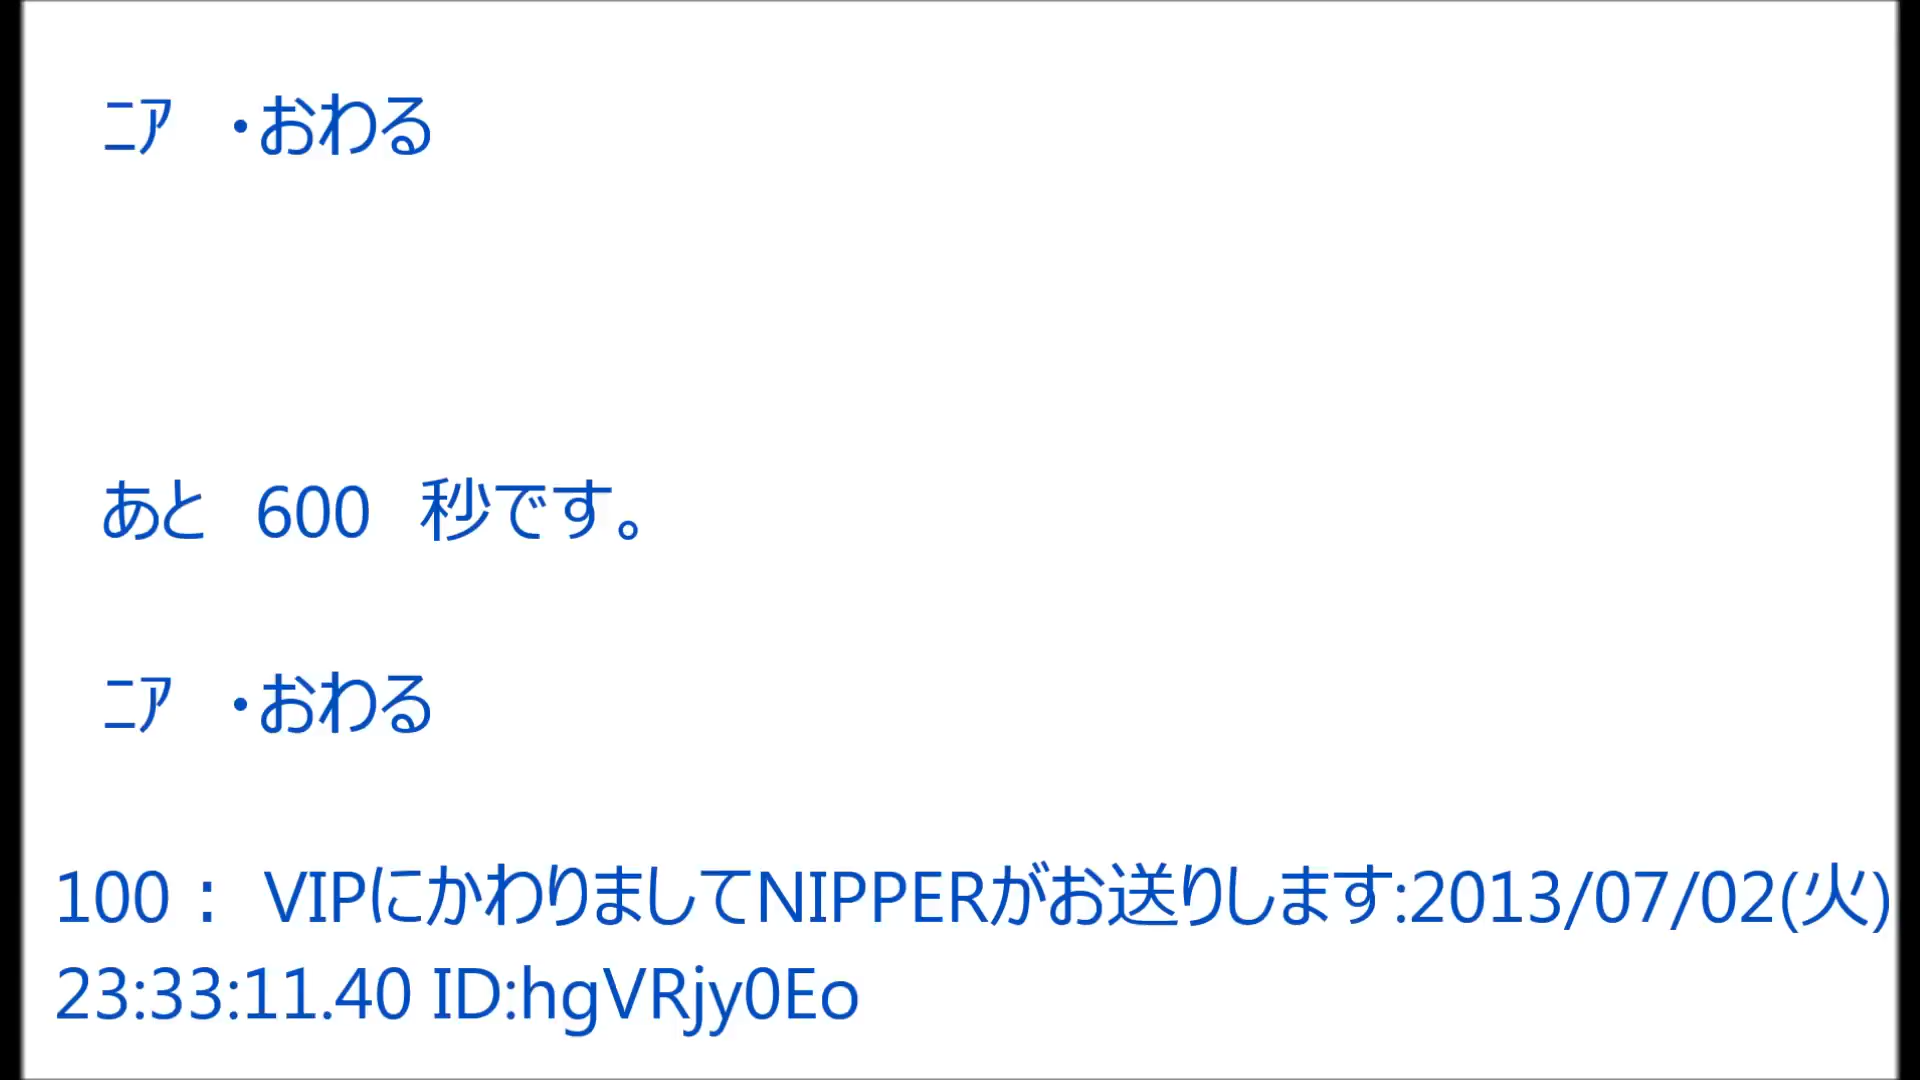 ﾆｱ　・おわる
あと　600　秒です。
ﾆｱ　・おわる
100 ： VIPにかわりましてNIPPERがお送りします:2013/07/02(火)
23:33:11.40 ID:hgVRjy0Eo